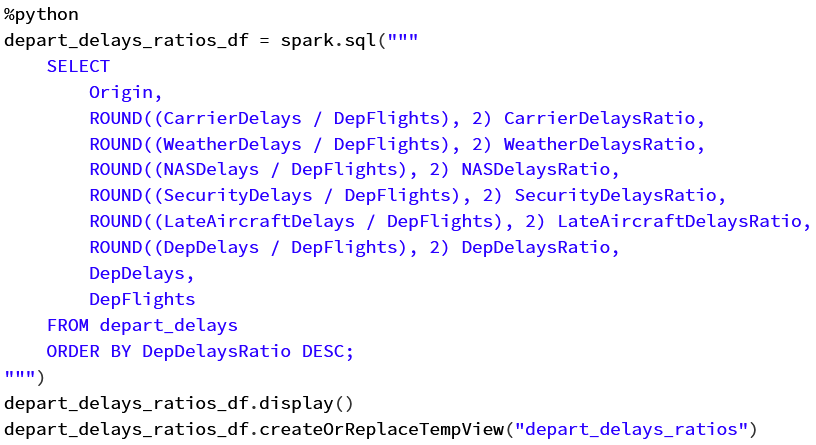 %python
depart_delays_ratios_df = spark.sql("""
    SELECT
        Origin,
        ROUND((CarrierDelays / DepFlights), 2) CarrierDelaysRatio,
        ROUND((WeatherDelays / DepFlights), 2) WeatherDelaysRatio,
        ROUND((NASDelays / DepFlights), 2) NASDelaysRatio,
        ROUND((SecurityDelays / DepFlights), 2) SecurityDelaysRatio,
        ROUND((LateAircraftDelays / DepFlights), 2) LateAircraftDelaysRatio,
        ROUND((DepDelays / DepFlights), 2) DepDelaysRatio,
        DepDelays,
        DepFlights
    FROM depart_delays
    ORDER BY DepDelaysRatio DESC;
""")
depart_delays_ratios_df.display()
depart_delays_ratios_df.createOrReplaceTempView("depart_delays_ratios")